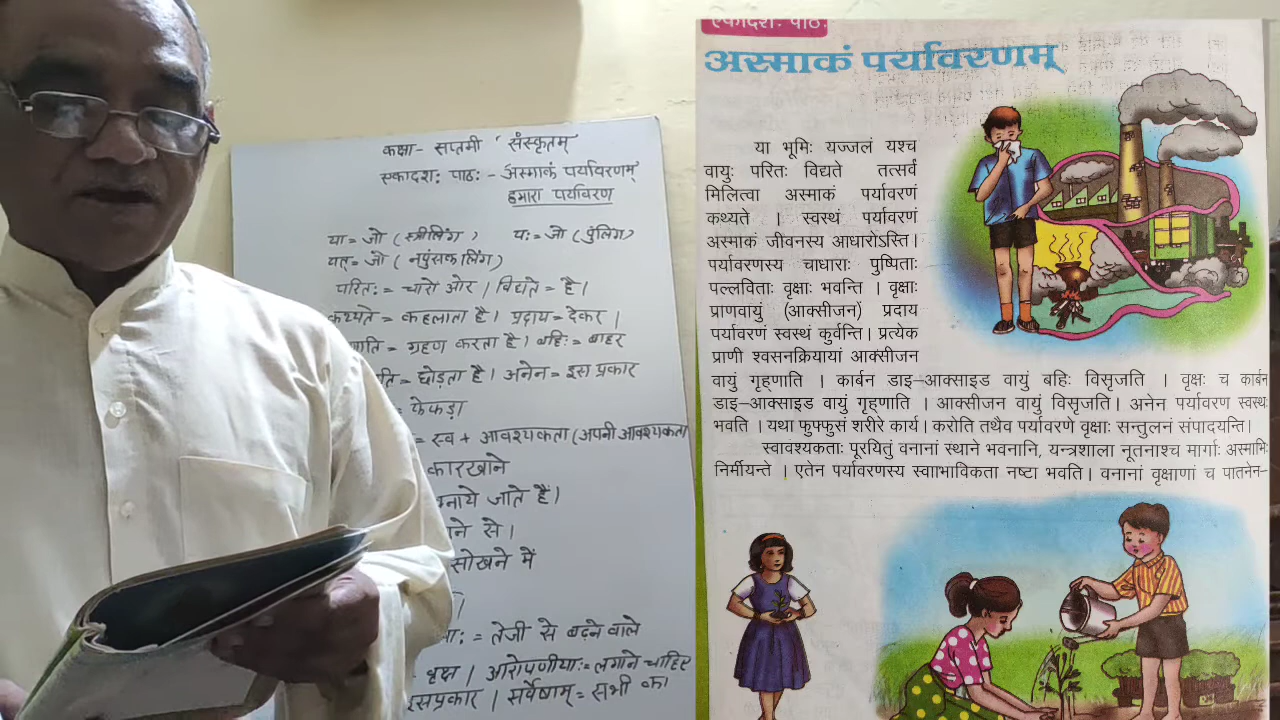 कक्षा - सप्तमी ' संस्कृतम्
एकादशः पाठः - अस्माकं पर्यावरणम्
हमारा पर्यावरण
या = जो (स्त्रीलिंग) यः = जो (पुंलिंग)
यत् = जो ( नपुंसक लिंग)
परितः = चारो ओर | विद्यते = है।
कथ्यते = कहलाता है। प्रदाय = देकर |
= ग्रहण करता है। बहिः = बाहर
= छोड़ता है। अनेन = इस प्रकार
= फेफड़ा
= स्व + आवश्यकता (अपनी आवश्यकता
कारखाने
बनाये जाते हैं।
ने से।
सोखने में
= तेजी से बढ़ने वाले
वृक्ष | आरोपणीयाः = लगाने चाहिए
इसप्रकार | सर्वेषाम् = सभी का
एकादशः पाठः
अस्माकं पर्यावरणम्
या भूमिः यज्जलं यश्च
वायुः परितः विद्यते तत्सर्वं
मिलित्वा अस्माकं पर्यावरणं
कथ्यते । स्वस्थं पर्यावरणं
अस्माकं जीवनस्य आधारोऽस्ति।
पर्यावरणस्य चाधाराः पुष्पिताः
पल्लविताः वृक्षाः भवन्ति । वृक्षाः
प्राणवायुं (आक्सीजन) प्रदाय
पर्यावरणं स्वस्थं कुर्वन्ति। प्रत्येक
प्राणी श्वसनक्रियायां आक्सीजन
वायुं गृहणाति । कार्बन डाइ–आक्साइड वायुं बहिः विसृजति । वृक्षः च कार्बन
डाइ–आक्साइड वायुं गृहणाति । आक्सीजन वायुं विसृजति। अनेन पर्यावरण स्वस्थः
भवति । यथा फुफ्फुस शरीरे कार्य। करोति तथैव पर्यावरणे वृक्षाः सन्तुलनं संपादयन्ति।
स्वावश्यकताः पूरयितुं वनानां स्थाने भवनानि, यन्त्रशाला नूतनाश्च मार्गाः अस्माभिः
निर्मीयन्ते । एतेन पर्यावरणस्य स्वाभाविकता नष्टा भवति। वनानां वृक्षाणां च पातनेन–